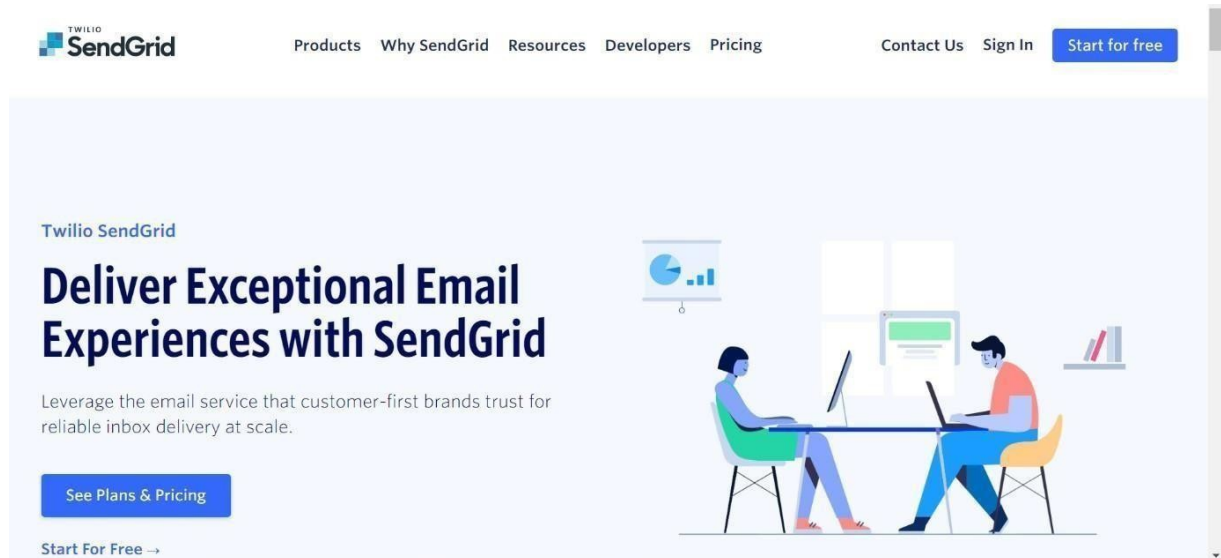 TWILIO
SendGrid
Products Why SendGrid Resources Developers Pricing Contact Us Sign In Start for free
Twilio SendGrid
Deliver Exceptional Email
Experiences with SendGrid
Leverage the email service that customer-first brands trust for
reliable inbox delivery at scale.
See Plans & Pricing
Start For Free →